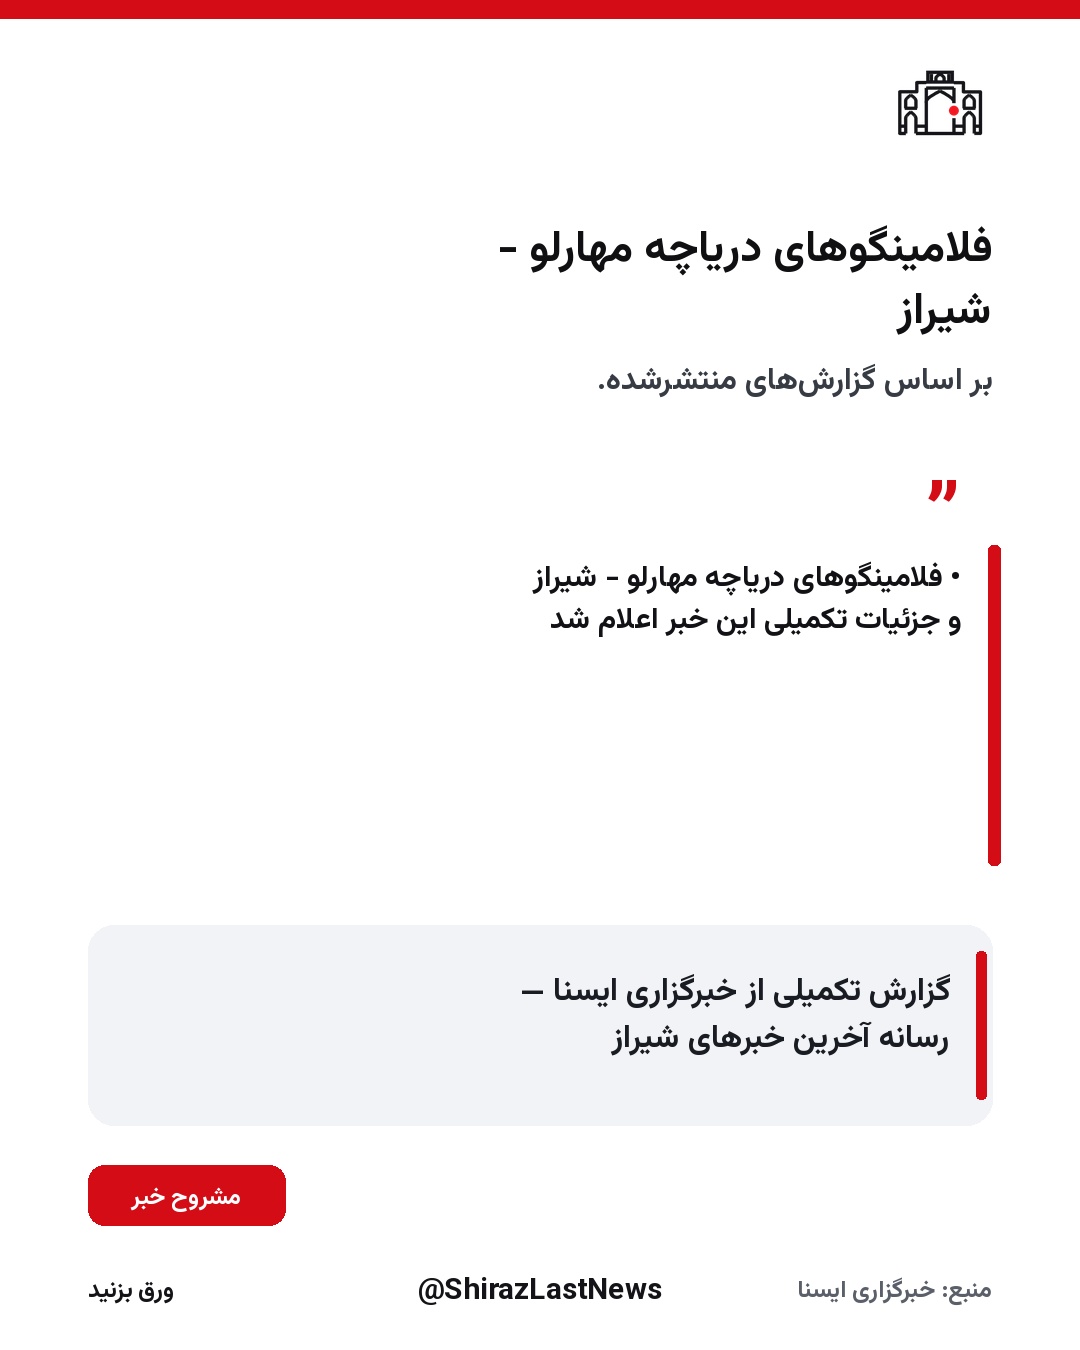 فلامینگوهای دریاچه مهارلو -
شیراز
بر اساس گزارش‌های منتشرشده.
”
• فلامینگوهای دریاچه مهارلو - شیراز
و جزئیات تکمیلی این خبر اعلام شد
گزارش تکمیلی از خبرگزاری ایسنا —
رسانه آخرین خبرهای شیراز
مشروح خبر
منبع: خبرگزاری ایسنا
@ShirazLastNews
ورق بزنید